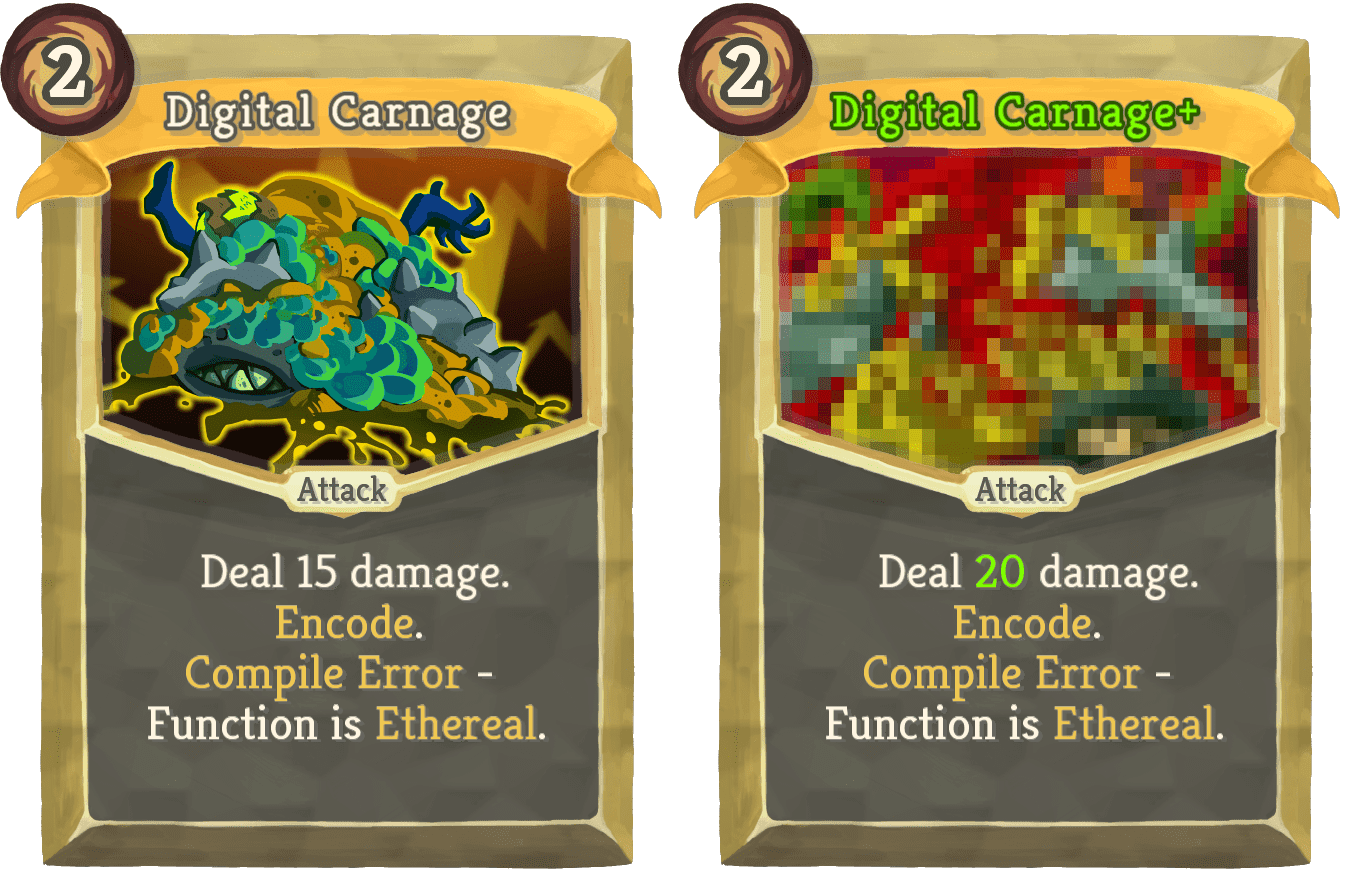 2
Digital Carnage
Attack
Deal 15 damage.
Encode.
Compile Error -
Function is Ethereal.
2
Digital Carnage+
Attack
Deal 20 damage.
Encode.
Compile Error -
Function is Ethereal.